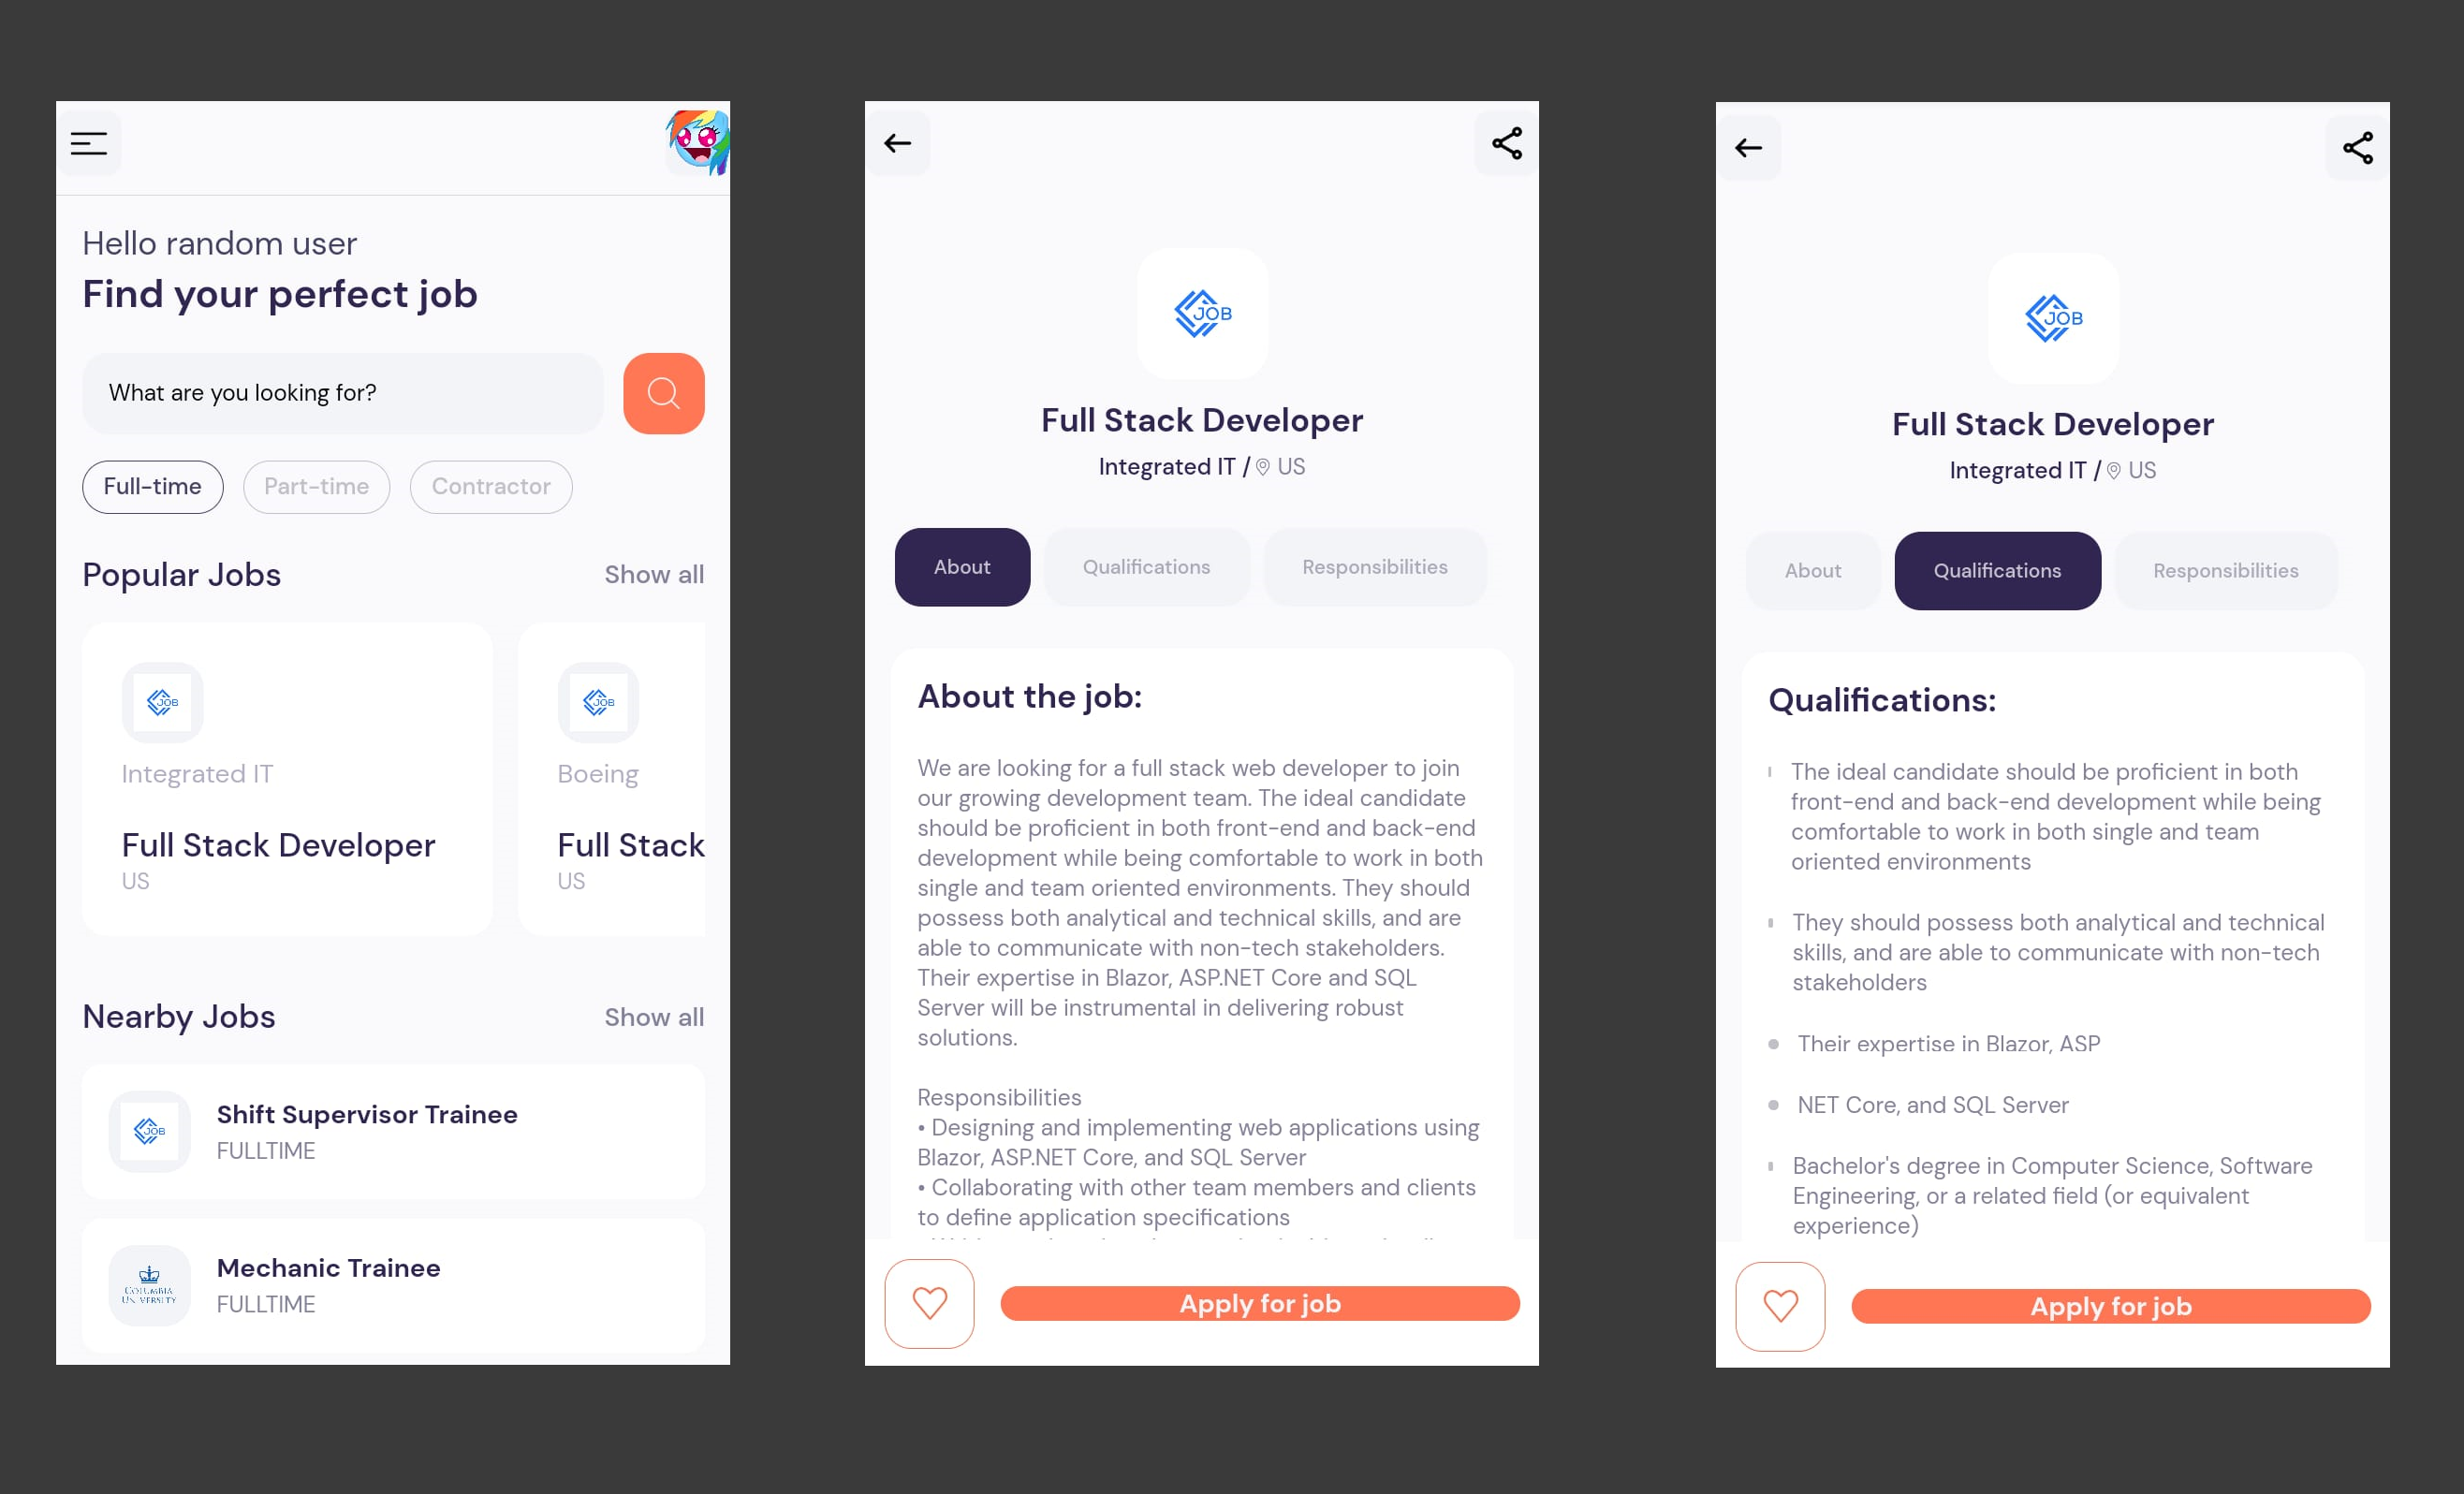 Hello random user
Find your perfect job
What are you looking for?
Full-time Part-time Contractor
Popular Jobs Show all
JOB JOB
Integrated IT Boeing
Full Stack Developer Full Stack
US US
Nearby Jobs Show all
JOB
Shift Supervisor Trainee
FULLTIME
COLUMBIA
UNIVERSITY
Mechanic Trainee
FULLTIME
JOB
Full Stack Developer
Integrated IT / US
About Qualifications Responsibilities
About the job:
We are looking for a full stack web developer to join
our growing development team. The ideal candidate
should be proficient in both front-end and back-end
development while being comfortable to work in both
single and team oriented environments. They should
possess both analytical and technical skills, and are
able to communicate with non-tech stakeholders.
Their expertise in Blazor, ASP.NET Core and SQL
Server will be instrumental in delivering robust
solutions.
Responsibilities
• Designing and implementing web applications using
Blazor, ASP.NET Core, and SQL Server
• Collaborating with other team members and clients
to define application specifications
Apply for job
JOB
Full Stack Developer
Integrated IT / US
About Qualifications Responsibilities
Qualifications:
The ideal candidate should be proficient in both
front-end and back-end development while being
comfortable to work in both single and team
oriented environments
They should possess both analytical and technical
skills, and are able to communicate with non-tech
stakeholders
Their expertise in Blazor, ASP
NET Core, and SQL Server
Bachelor's degree in Computer Science, Software
Engineering, or a related field (or equivalent
experience)
Apply for job